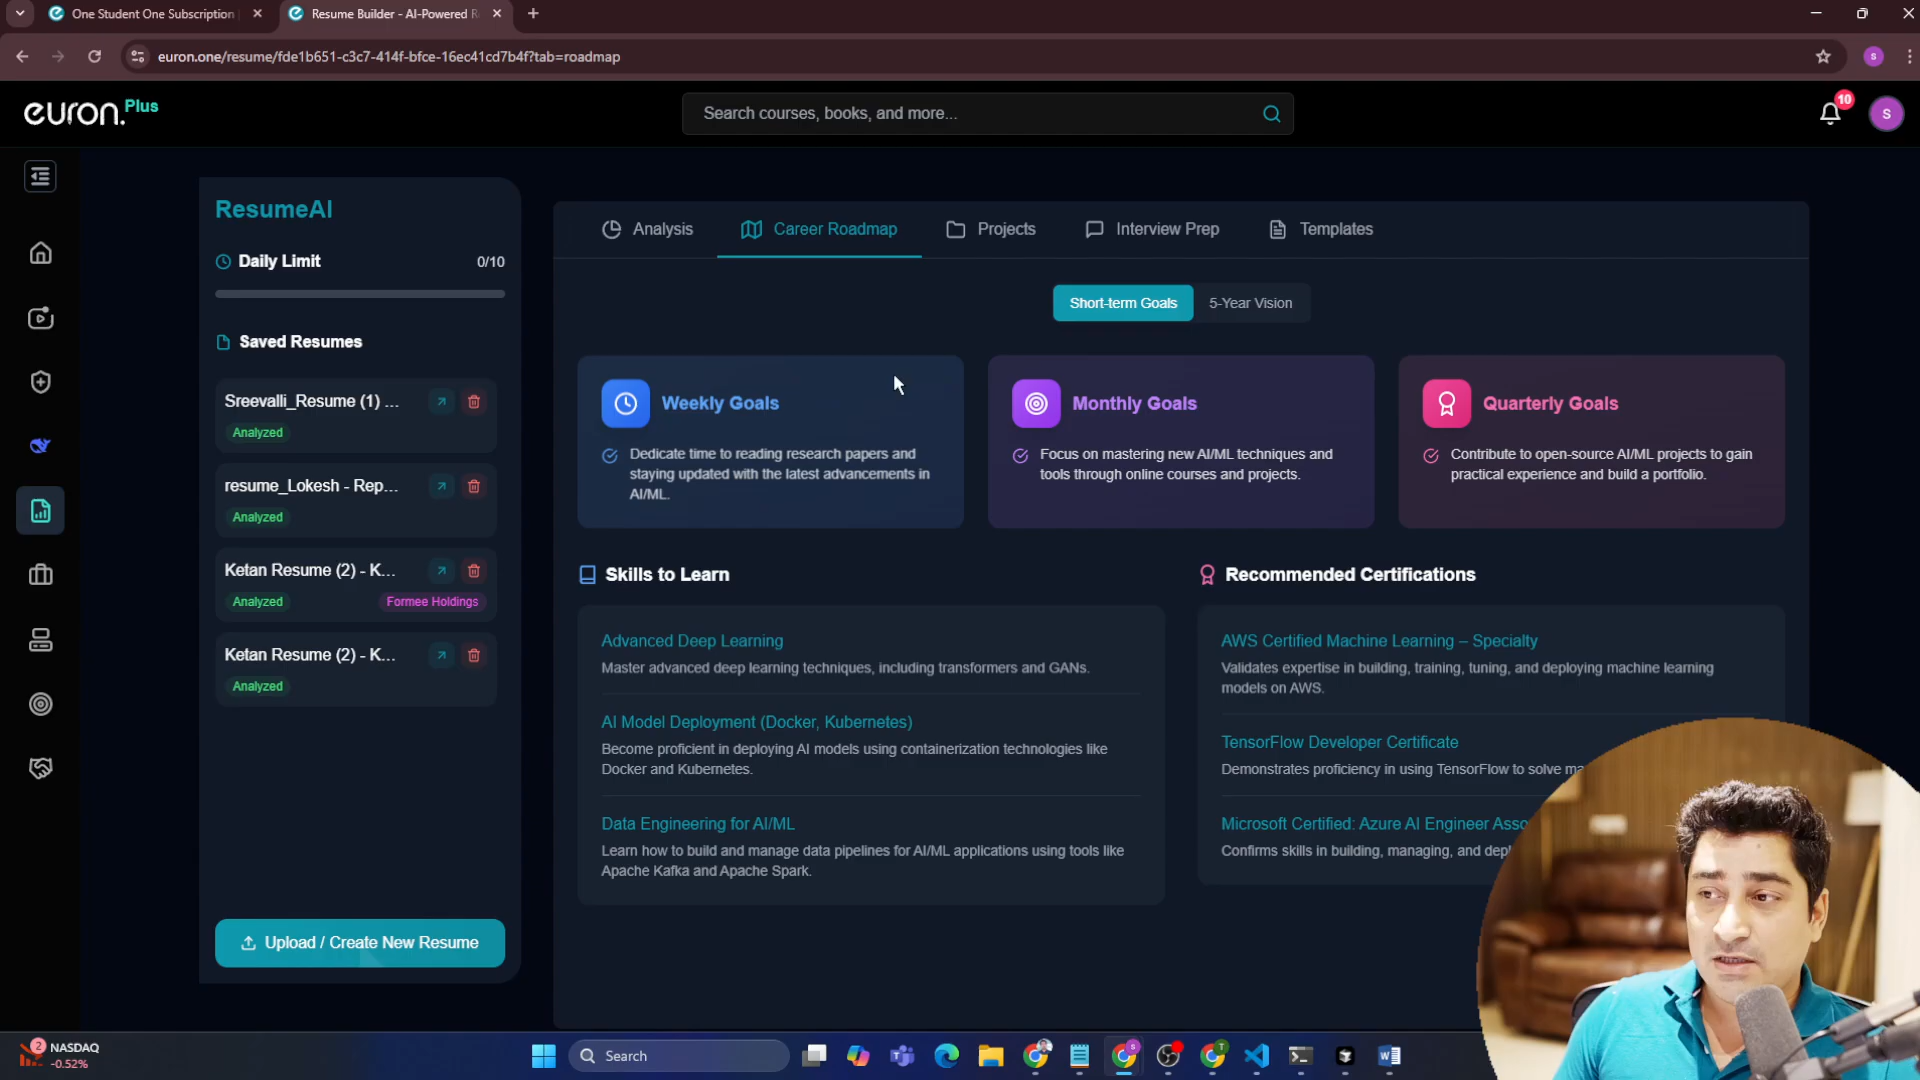 One Student One Subscription
Resume Builder - AI-Powered R
euron.one/resume/fde1b651-c3c7-414f-bfce-16ec41cd7b4f?tab=roadmap
S
euron.Plus
Search courses, books, and more...
10
S
ResumeAI
Daily Limit
0/10
Saved Resumes
Sreevalli_Resume (1) ...
Analyzed
resume_Lokesh - Rep...
Analyzed
Ketan Resume (2) - K...
Analyzed
Formee Holdings
Ketan Resume (2) - K...
Analyzed
Upload / Create New Resume
Analysis
Career Roadmap
Projects
Interview Prep
Templates
Short-term Goals
5-Year Vision
Weekly Goals
Dedicate time to reading research papers and
staying updated with the latest advancements in
AI/ML.
Monthly Goals
Focus on mastering new AI/ML techniques and
tools through online courses and projects.
Quarterly Goals
Contribute to open-source AI/ML projects to gain
practical experience and build a portfolio.
Skills to Learn
Advanced Deep Learning
Master advanced deep learning techniques, including transformers and GANs.
AI Model Deployment (Docker, Kubernetes)
Become proficient in deploying AI models using containerization technologies like
Docker and Kubernetes.
Data Engineering for AI/ML
Learn how to build and manage data pipelines for AI/ML applications using tools like
Apache Kafka and Apache Spark.
Recommended Certifications
AWS Certified Machine Learning – Specialty
Validates expertise in building, training, tuning, and deploying machine learning
models on AWS.
TensorFlow Developer Certificate
Demonstrates proficiency in using TensorFlow to solve ma
Microsoft Certified: Azure AI Engineer Asso
Confirms skills in building, managing, and depl
2
NASDAQ
-0.52%
Search